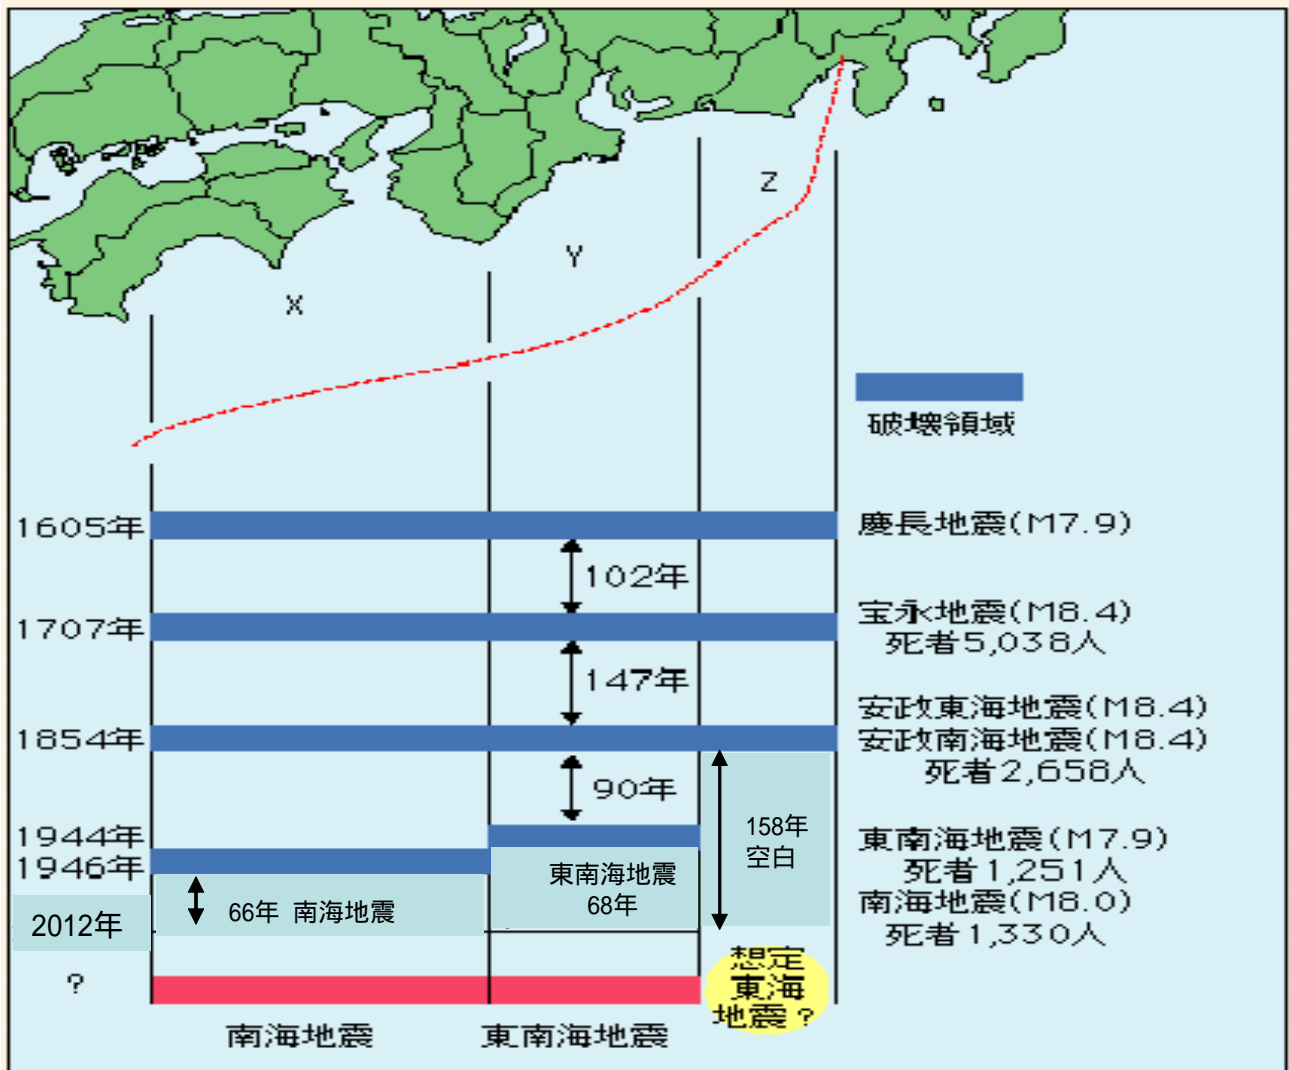 Z
Y
X
破壊領域
1605年
慶長地震(M7.9)
102年
1707年
宝永地震(M8.4)
死者5,038人
147年
1854年
安政東海地震(M8.4)
安政南海地震(M8.4)
死者2,658人
90年
158年
空白
1944年
1946年
東南海地震(M7.9)
死者1,251人
南海地震(M8.0)
死者1,330人
東南海地震
68年
66年 南海地震
2012年
?
想定
東海
地震?
南海地震
東南海地震